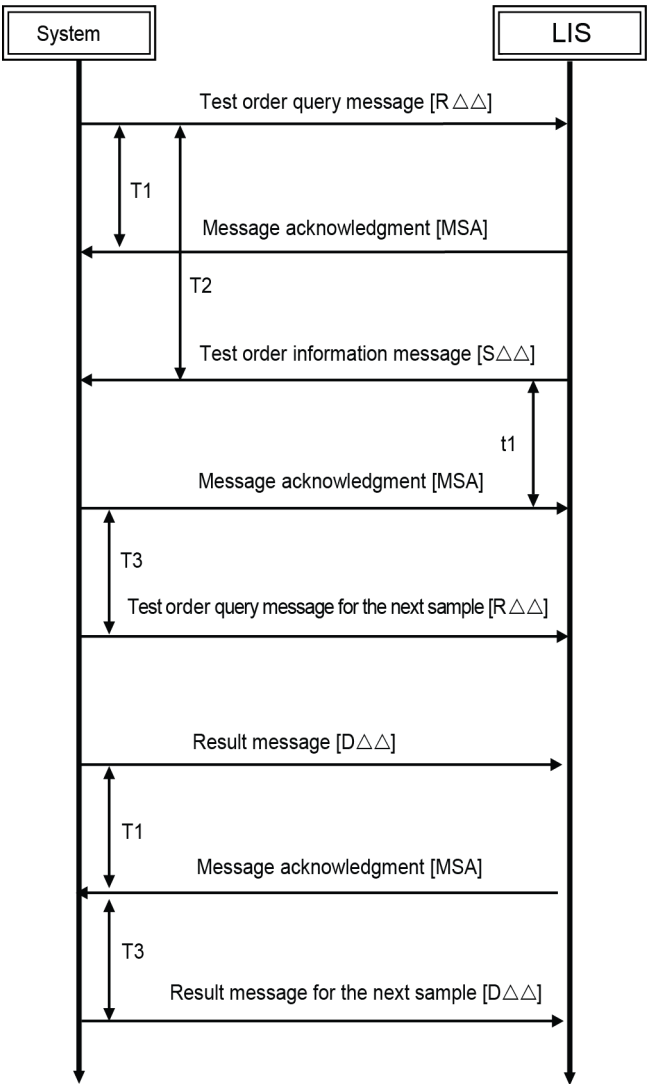 System
LIS
Test order query message [R△△]
T1
Message acknowledgment [MSA]
T2
Test order information message [S△△]
t1
Message acknowledgment [MSA]
T3
Test order query message for the next sample [R△△]
Result message [D△△]
T1
Message acknowledgment [MSA]
T3
Result message for the next sample [D△△]